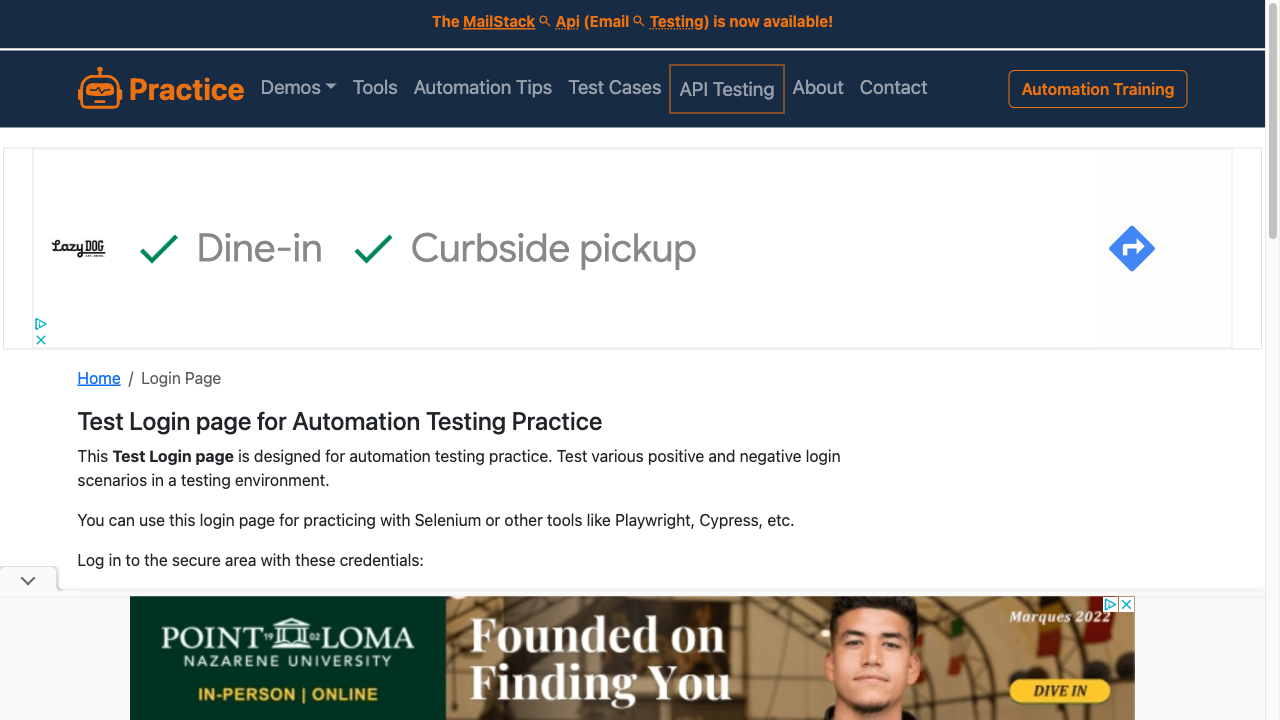 The MailStack Api (Email Testing) is now available!
Practice
Demos
Tools
Automation Tips
Test Cases
API Testing
About
Contact
Automation Training
Lazy DOG
Dine-in
Curbside pickup
Home / Login Page
Test Login page for Automation Testing Practice
This Test Login page is designed for automation testing practice. Test various positive and negative login
scenarios in a testing environment.
You can use this login page for practicing with Selenium or other tools like Playwright, Cypress, etc.
Log in to the secure area with these credentials:
POINT 1902 LOMA
NAZARENE UNIVERSITY
IN-PERSON | ONLINE
Founded on
Finding You
Marques 2022
DIVE IN